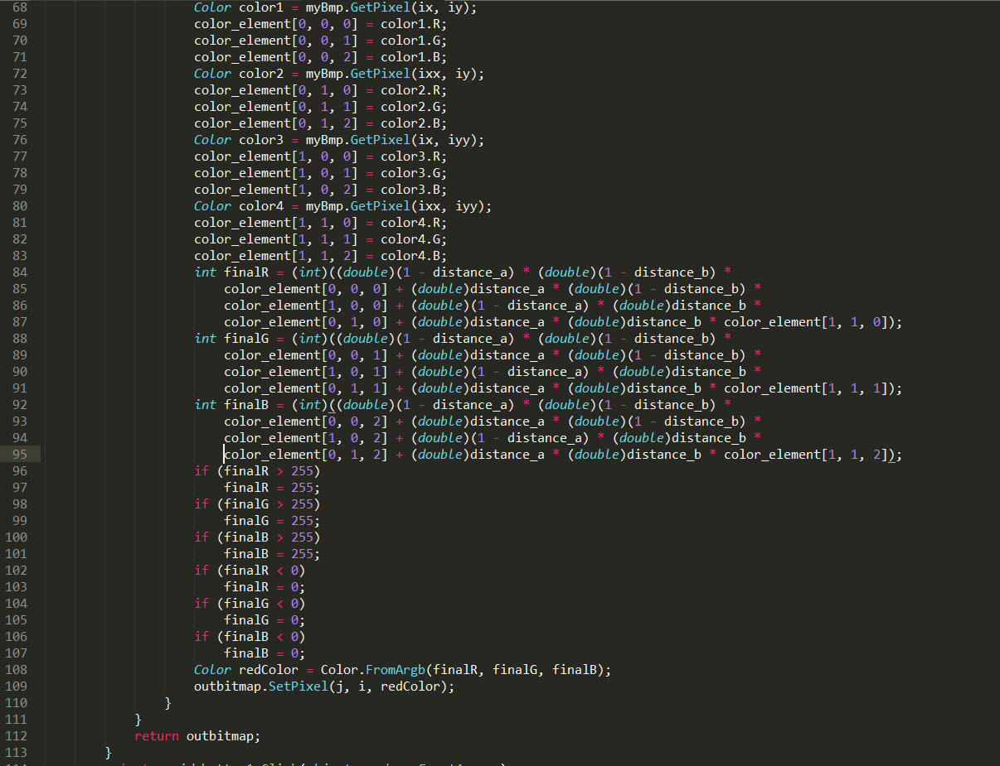 68 Color color1 = myBmp.GetPixel(ix, iy);
69 color_element[0, 0, 0] = color1.R;
70 color_element[0, 0, 1] = color1.G;
71 color_element[0, 0, 2] = color1.B;
72 Color color2 = myBmp.GetPixel(ixx, iy);
73 color_element[0, 1, 0] = color2.R;
74 color_element[0, 1, 1] = color2.G;
75 color_element[0, 1, 2] = color2.B;
76 Color color3 = myBmp.GetPixel(ix, iyy);
77 color_element[1, 0, 0] = color3.R;
78 color_element[1, 0, 1] = color3.G;
79 color_element[1, 0, 2] = color3.B;
80 Color color4 = myBmp.GetPixel(ixx, iyy);
81 color_element[1, 1, 0] = color4.R;
82 color_element[1, 1, 1] = color4.G;
83 color_element[1, 1, 2] = color4.B;
84 int finalR = (int)((double)(1 - distance_a) * (double)(1 - distance_b) *
85 color_element[0, 0, 0] + (double)distance_a * (double)(1 - distance_b) *
86 color_element[1, 0, 0] + (double)(1 - distance_a) * (double)distance_b *
87 color_element[0, 1, 0] + (double)distance_a * (double)distance_b * color_element[1, 1, 0]);
88 int finalG = (int)((double)(1 - distance_a) * (double)(1 - distance_b) *
89 color_element[0, 0, 1] + (double)distance_a * (double)(1 - distance_b) *
90 color_element[1, 0, 1] + (double)(1 - distance_a) * (double)distance_b *
91 color_element[0, 1, 1] + (double)distance_a * (double)distance_b * color_element[1, 1, 1]);
92 int finalB = (int)((double)(1 - distance_a) * (double)(1 - distance_b) *
93 color_element[0, 0, 2] + (double)distance_a * (double)(1 - distance_b) *
94 color_element[1, 0, 2] + (double)(1 - distance_a) * (double)distance_b *
95 color_element[0, 1, 2] + (double)distance_a * (double)distance_b * color_element[1, 1, 2]);
96 if (finalR > 255)
97 finalR = 255;
98 if (finalG > 255)
99 finalG = 255;
100 if (finalB > 255)
101 finalB = 255;
102 if (finalR < 0)
103 finalR = 0;
104 if (finalG < 0)
105 finalG = 0;
106 if (finalB < 0)
107 finalB = 0;
108 Color redColor = Color.FromArgb(finalR, finalG, finalB);
109 outbitmap.SetPixel(j, i, redColor);
110 }
111 }
112 return outbitmap;
113 }